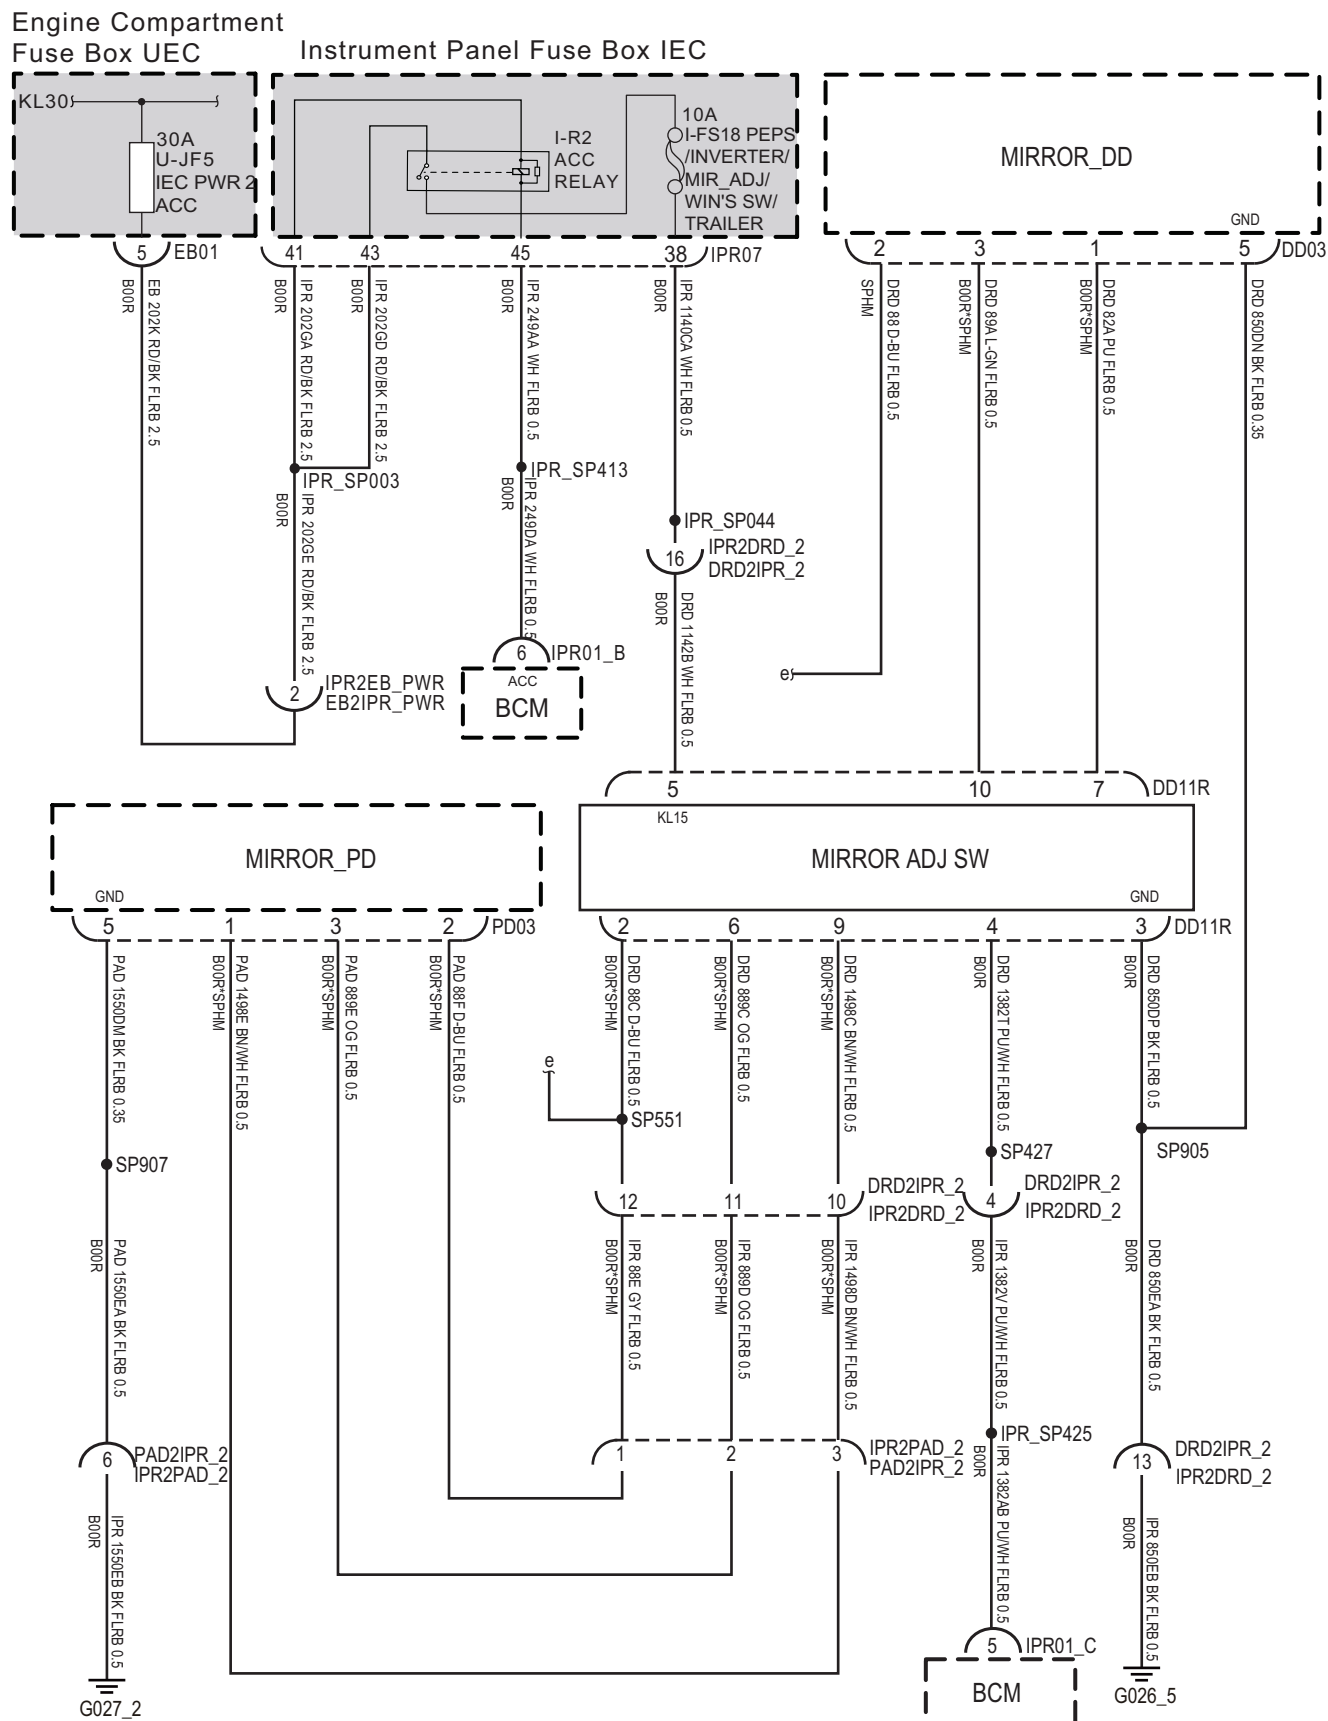 Engine Compartment
Fuse Box UEC
Instrument Panel Fuse Box IEC
KL30
30A
U-JF5
IEC PWR 2
ACC
I-R2
ACC
RELAY
10A
I-FS18 PEPS
/INVERTER/
MIR_ADJ/
WIN'S SW/
TRAILER
MIRROR_DD
GND
5 EB01
41 43 45 38 IPR07
2 3 1 5 DD03
EB 202K RD/BK FLRB 2.5
B00R
IPR 202GA RD/BK FLRB 2.5
B00R
IPR 202GD RD/BK FLRB 2.5
B00R
IPR 249AA WH FLRB 0.5
B00R
IPR 1140CA WH FLRB 0.5
B00R
DRD 88 D-BU FLRB 0.5
SPHM
DRD 89A L-GN FLRB 0.5
B00R*SPHM
DRD 82A PU FLRB 0.5
B00R*SPHM
DRD 850DN BK FLRB 0.35
IPR_SP003
IPR_SP413
IPR_SP044
IPR 202GE RD/BK FLRB 2.5
B00R
IPR 249DA WH FLRB 0.5
B00R
16
IPR2DRD_2
DRD2IPR_2
DRD 1142B WH FLRB 0.5
B00R
6 IPR01_B
ACC
BCM
e
2
IPR2EB_PWR
EB2IPR_PWR
5 10 7 DD11R
KL15
MIRROR ADJ SW
GND
MIRROR_PD
GND
5 1 3 2 PD03
2 6 9 4 3 DD11R
PAD 1550DM BK FLRB 0.35
PAD 1498E BN/WH FLRB 0.5
B00R*SPHM
PAD 889E OG FLRB 0.5
B00R*SPHM
PAD 88F D-BU FLRB 0.5
B00R*SPHM
DRD 88C D-BU FLRB 0.5
B00R*SPHM
DRD 889C OG FLRB 0.5
B00R*SPHM
DRD 1498C BN/WH FLRB 0.5
B00R*SPHM
DRD 1382T PU/WH FLRB 0.5
B00R
DRD 850DP BK FLRB 0.5
B00R
e
SP551
SP907
SP427
SP905
12 11 10
DRD2IPR_2
IPR2DRD_2
4
DRD2IPR_2
IPR2DRD_2
PAD 1550EA BK FLRB 0.5
B00R
IPR 88E GY FLRB 0.5
B00R*SPHM
IPR 889D OG FLRB 0.5
B00R*SPHM
IPR 1498D BN/WH FLRB 0.5
B00R*SPHM
IPR 1382V PU/WH FLRB 0.5
B00R
DRD 850EA BK FLRB 0.5
B00R
IPR_SP425
6
PAD2IPR_2
IPR2PAD_2
1 2 3
IPR2PAD_2
PAD2IPR_2
13
DRD2IPR_2
IPR2DRD_2
IPR 1550EB BK FLRB 0.5
B00R
IPR 1382AB PU/WH FLRB 0.5
B00R
IPR 850EB BK FLRB 0.5
B00R
5 IPR01_C
BCM
G027_2
G026_5